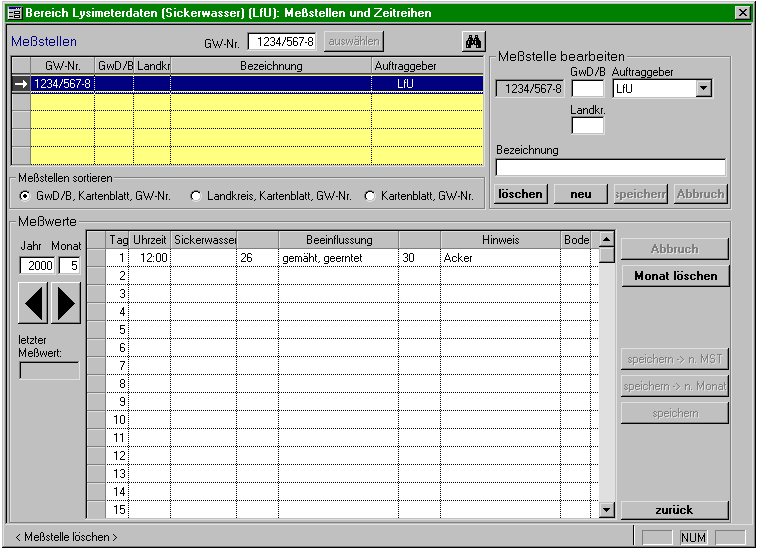 Bereich Lysimeterdaten (Sickerwasser) (LfU): Meßstellen und Zeitreihen
Meßstellen GW-Nr. 1234/567-8 auswählen
GW-Nr. GwD/B Landkr Bezeichnung Auftraggeber
1234/567-8 LfU
Meßstellen sortieren
GwD/B, Kartenblatt, GW-Nr. Landkreis, Kartenblatt, GW-Nr. Kartenblatt, GW-Nr.
Meßstelle bearbeiten
GwD/B Auftraggeber
1234/567-8 LfU
Landkr.
Bezeichnung
löschen neu speichern Abbruch
Meßwerte
Jahr Monat
2000 5
letzter
Meßwert:
Tag Uhrzeit Sickerwasser Beeinflussung Hinweis Bode
1 12:00 26 gemäht, geerntet 30 Acker
2
3
4
5
6
7
8
9
10
11
12
13
14
15
Abbruch
Monat löschen
speichern -> n. MST
speichern -> n. Monat
speichern
zurück
< Meßstelle löschen > NUM